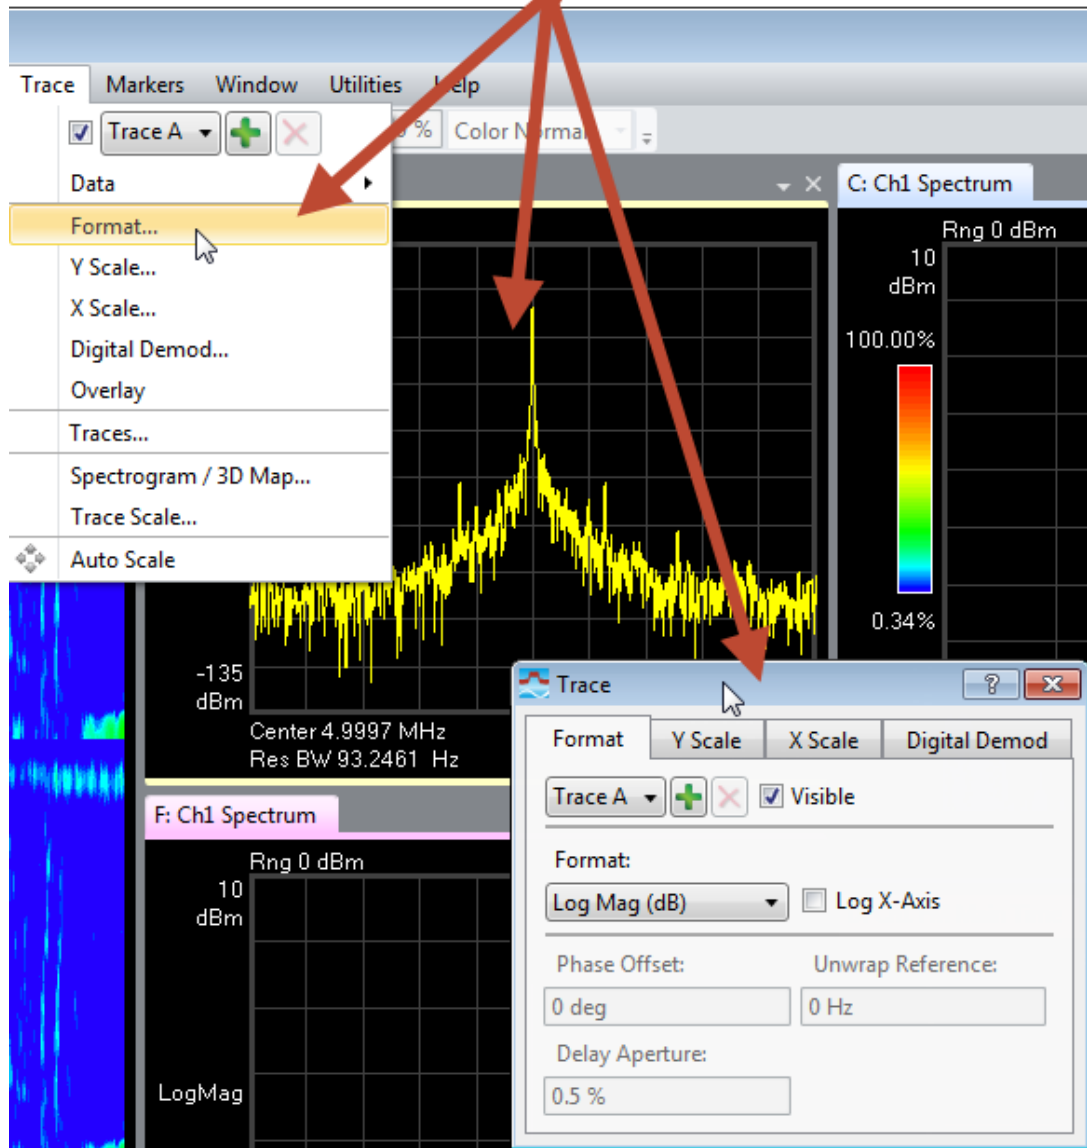 Trace Markers Window Utilities Help
Trace A
% Color Normal
Data
Format...
Y Scale...
X Scale...
Digital Demod...
Overlay
Traces...
Spectrogram / 3D Map...
Trace Scale...
Auto Scale
C: Ch1 Spectrum
Rng 0 dBm
10
dBm
100.00%
0.34%
-135
dBm
Center 4.9997 MHz
Res BW 93.2461 Hz
F: Ch1 Spectrum
Rng 0 dBm
10
dBm
LogMag
Trace
Format Y Scale X Scale Digital Demod
Trace A Visible
Format:
Log Mag (dB) Log X-Axis
Phase Offset: Unwrap Reference:
0 deg 0 Hz
Delay Aperture:
0.5 %